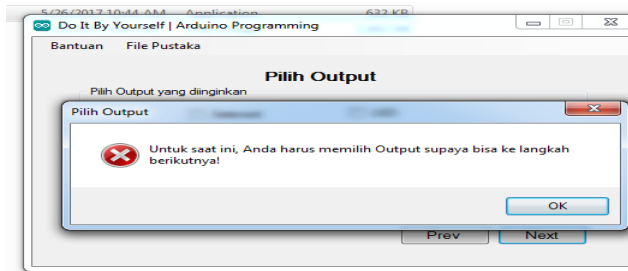 5/26/2017 10:44 AM Application 632 KB
Do It By Yourself | Arduino Programming
Bantuan File Pustaka
Pilih Output
Pilih Output yang diinginkan
Pilih Output
Untuk saat ini, Anda harus memilih Output supaya bisa ke langkah
berikutnya!
OK
Prev Next